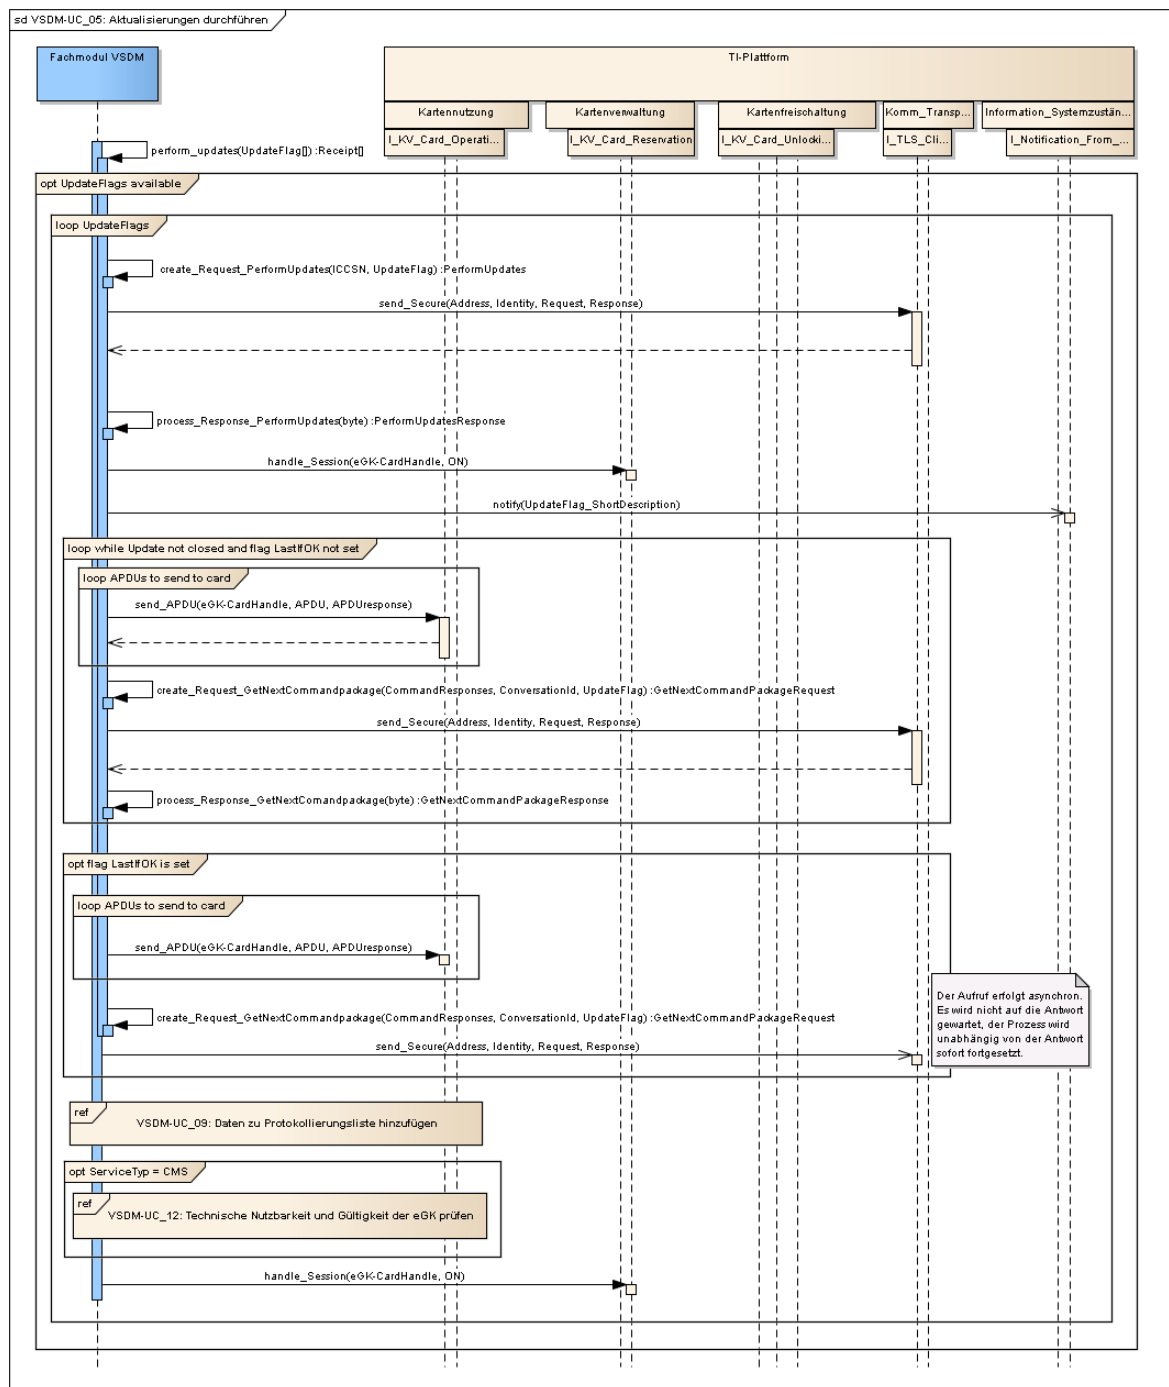 sd VSDM-UC_05: Aktualisierungen durchführen
Fachmodul VSDM
TI-Plattform
Kartennutzung
Kartenverwaltung
Kartenfreischaltung
Komm_Transp...
Information_Systemzustän...
I_KV_Card_Operati...
I_KV_Card_Reservation
I_KV_Card_Unlocki...
I_TLS_Cli...
I_Notification_From_...
perform_updates(UpdateFlag[]) :Receipt[]
opt UpdateFlags available
loop UpdateFlags
create_Request_PerformUpdates(ICCSN, UpdateFlag) :PerformUpdates
send_Secure(Address, Identity, Request, Response)
process_Response_PerformUpdates(byte) :PerformUpdatesResponse
handle_Session(eGK-CardHandle, ON)
notify(UpdateFlag_ShortDescription)
loop while Update not closed and flag LastIfOK not set
loop APDUs to send to card
send_APDU(eGK-CardHandle, APDU, APDUresponse)
create_Request_GetNextCommandpackage(CommandResponses, ConversationId, UpdateFlag) :GetNextCommandPackageRequest
send_Secure(Address, Identity, Request, Response)
process_Response_GetNextComandpackage(byte) :GetNextCommandPackageResponse
opt flag LastIfOK is set
loop APDUs to send to card
send_APDU(eGK-CardHandle, APDU, APDUresponse)
Der Aufruf erfolgt asynchron.
Es wird nicht auf die Antwort
gewartet, der Prozess wird
unabhängig von der Antwort
sofort fortgesetzt.
create_Request_GetNextCommandpackage(CommandResponses, ConversationId, UpdateFlag) :GetNextCommandPackageRequest
send_Secure(Address, Identity, Request, Response)
ref
VSDM-UC_09: Daten zu Protokollierungsliste hinzufügen
opt ServiceTyp = CMS
ref
VSDM-UC_12: Technische Nutzbarkeit und Gültigkeit der eGK prüfen
handle_Session(eGK-CardHandle, ON)